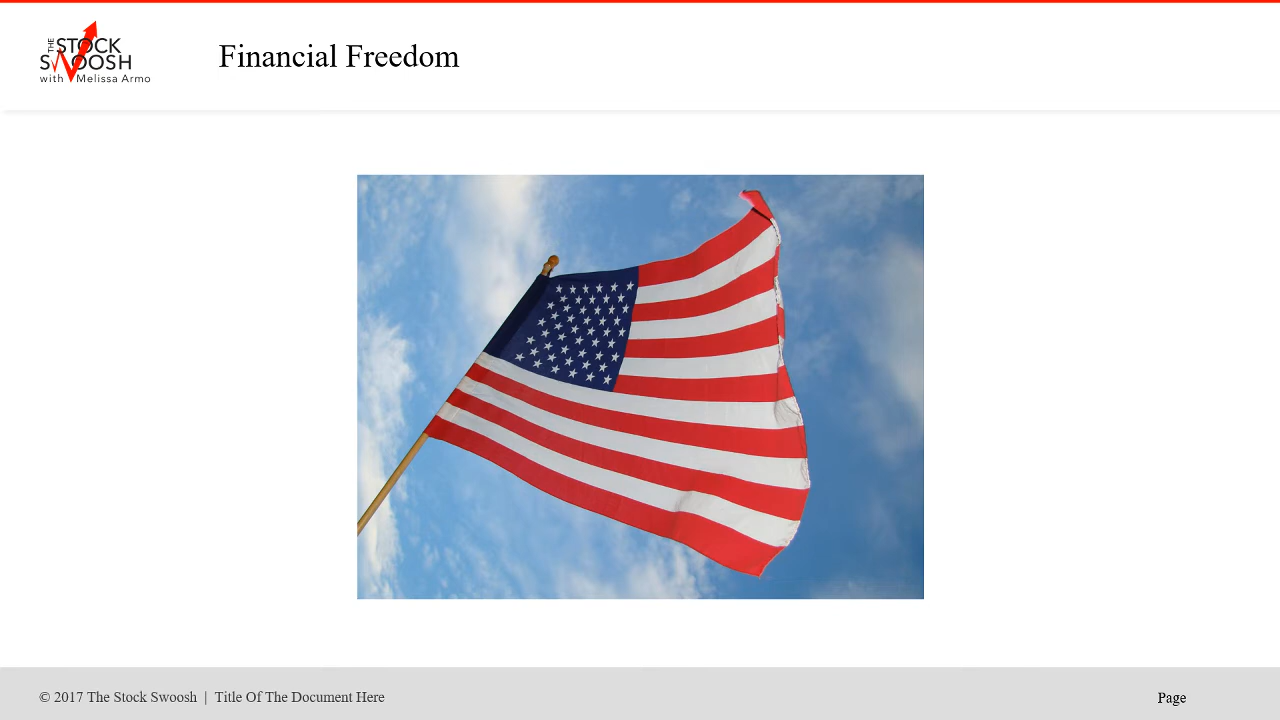 THE STOCK
SWOOSH
with Melissa Armo
Financial Freedom
© 2017 The Stock Swoosh | Title Of The Document Here
Page